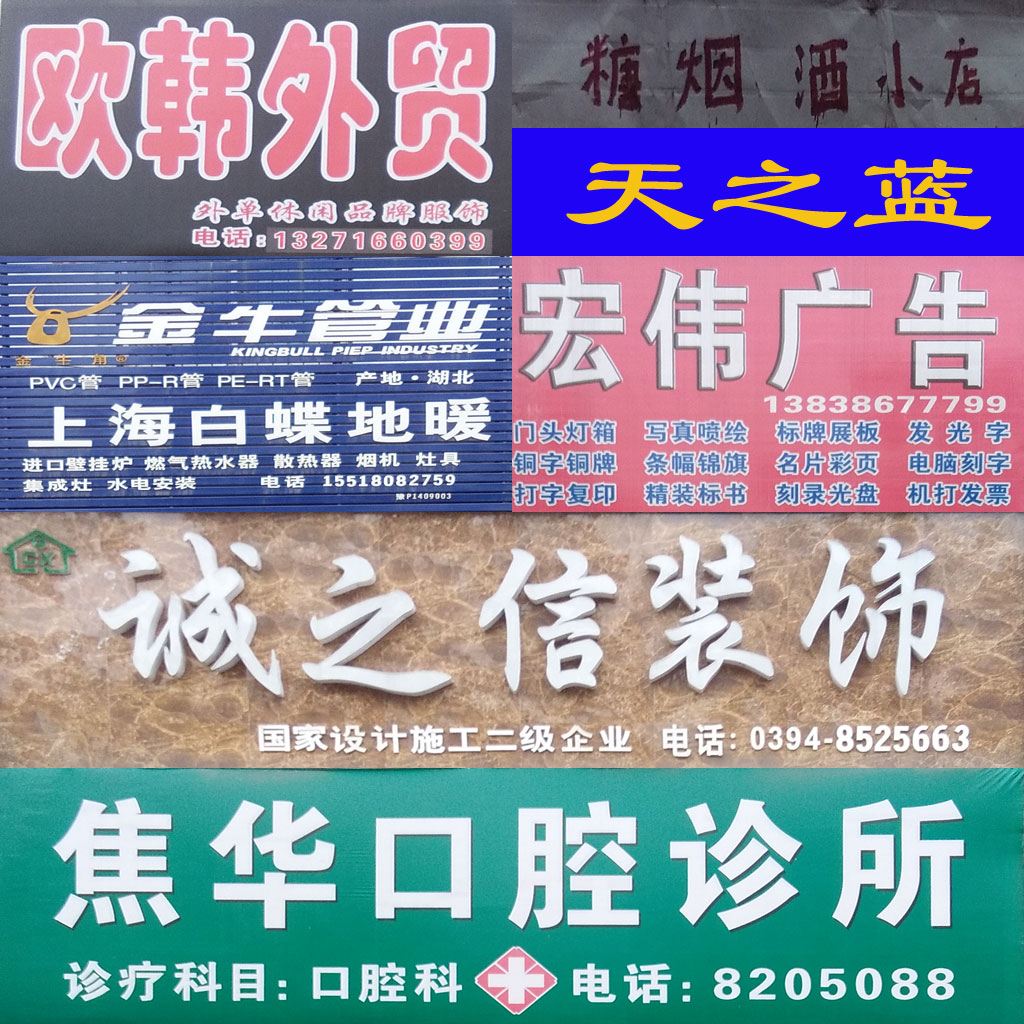 欧韩外贸
外单休闲品牌服饰
电话:13271660399
糖烟酒小店
天之蓝
金牛管业
KINGBULL PIEP INDUSTRY
金牛角
PVC管 PP-R管 PE-RT管 产地·湖北
上海白蝶地暖
进口壁挂炉 燃气热水器 散热器 烟机 灶具
集成灶 水电安装 电话 15518082759
豫P1409003
宏伟广告
13838677799
门头灯箱 写真喷绘 标牌展板 发光字
铜字铜牌 条幅锦旗 名片彩页 电脑刻字
打字复印 精装标书 刻录光盘 机打发票
诚之信装饰
国家设计施工二级企业 电话: 0394-8525663
焦华口腔诊所
诊疗科目: 口腔科 电话: 8205088